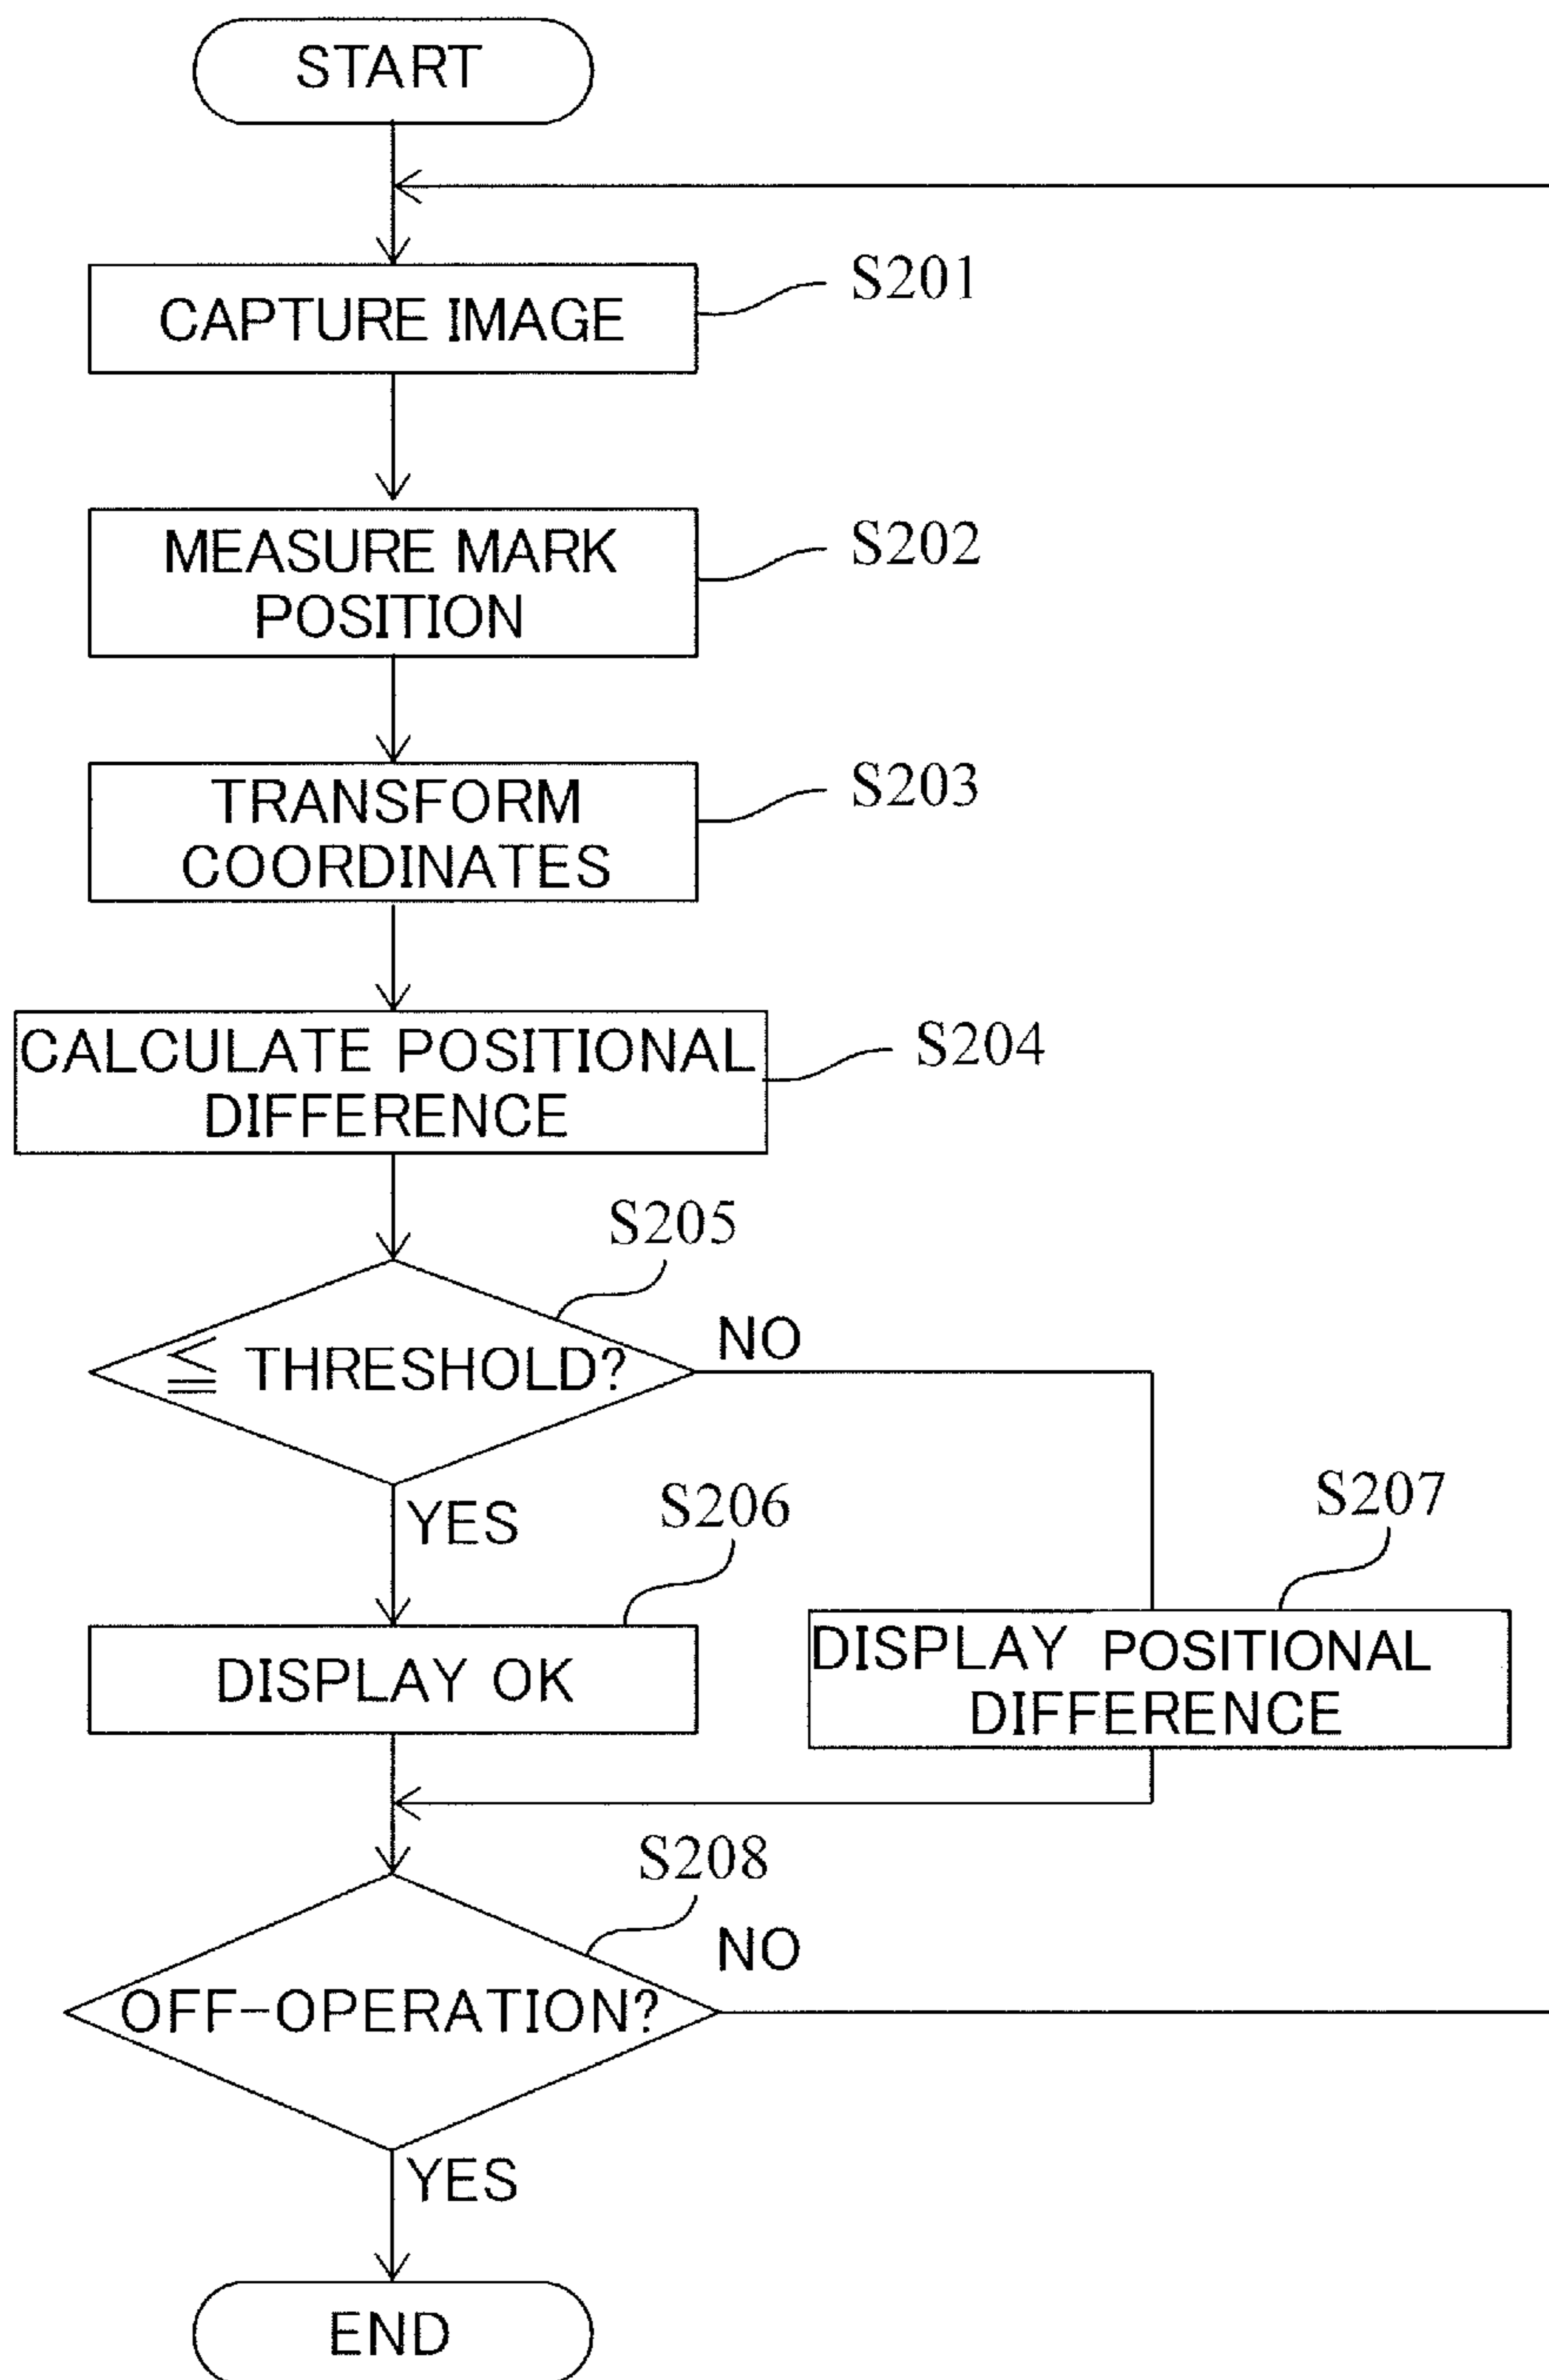 START
CAPTURE IMAGE
S201
MEASURE MARK
POSITION
S202
TRANSFORM
COORDINATES
S203
CALCULATE POSITIONAL
DIFFERENCE
S204
S205
≦ THRESHOLD?
NO
YES
S206
S207
DISPLAY OK
DISPLAY POSITIONAL
DIFFERENCE
S208
OFF-OPERATION?
NO
YES
END